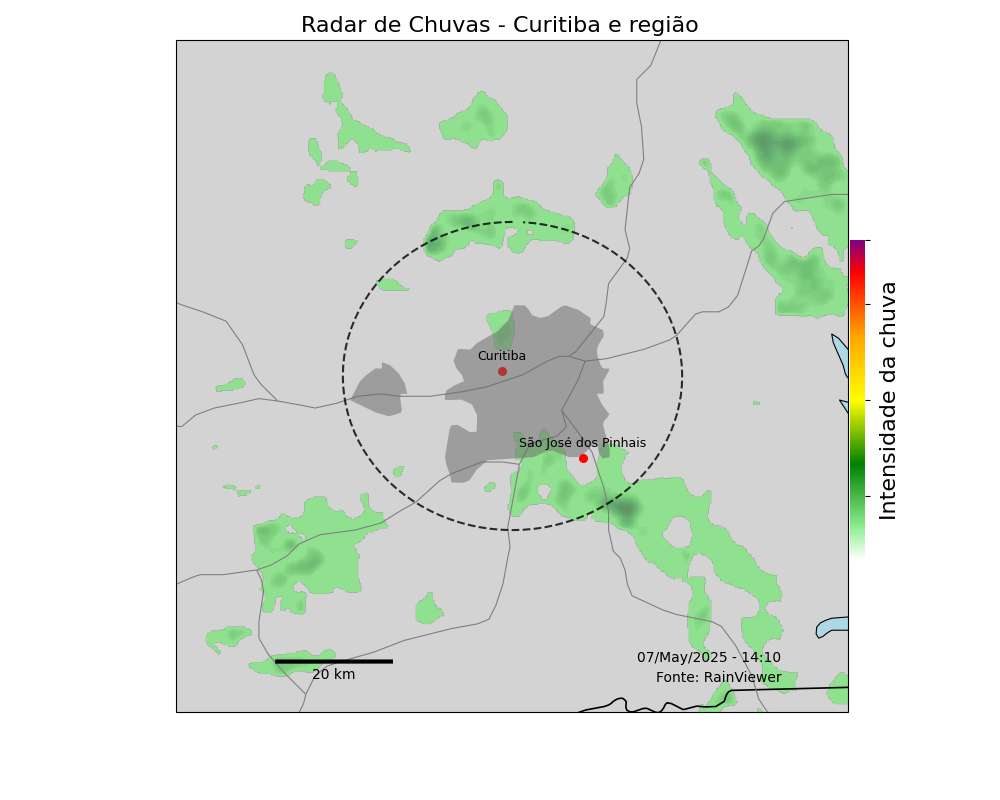 Radar de Chuvas - Curitiba e região
Curitiba
São José dos Pinhais
Intensidade da chuva
07/May/2025 - 14:10
Fonte: RainViewer
20 km